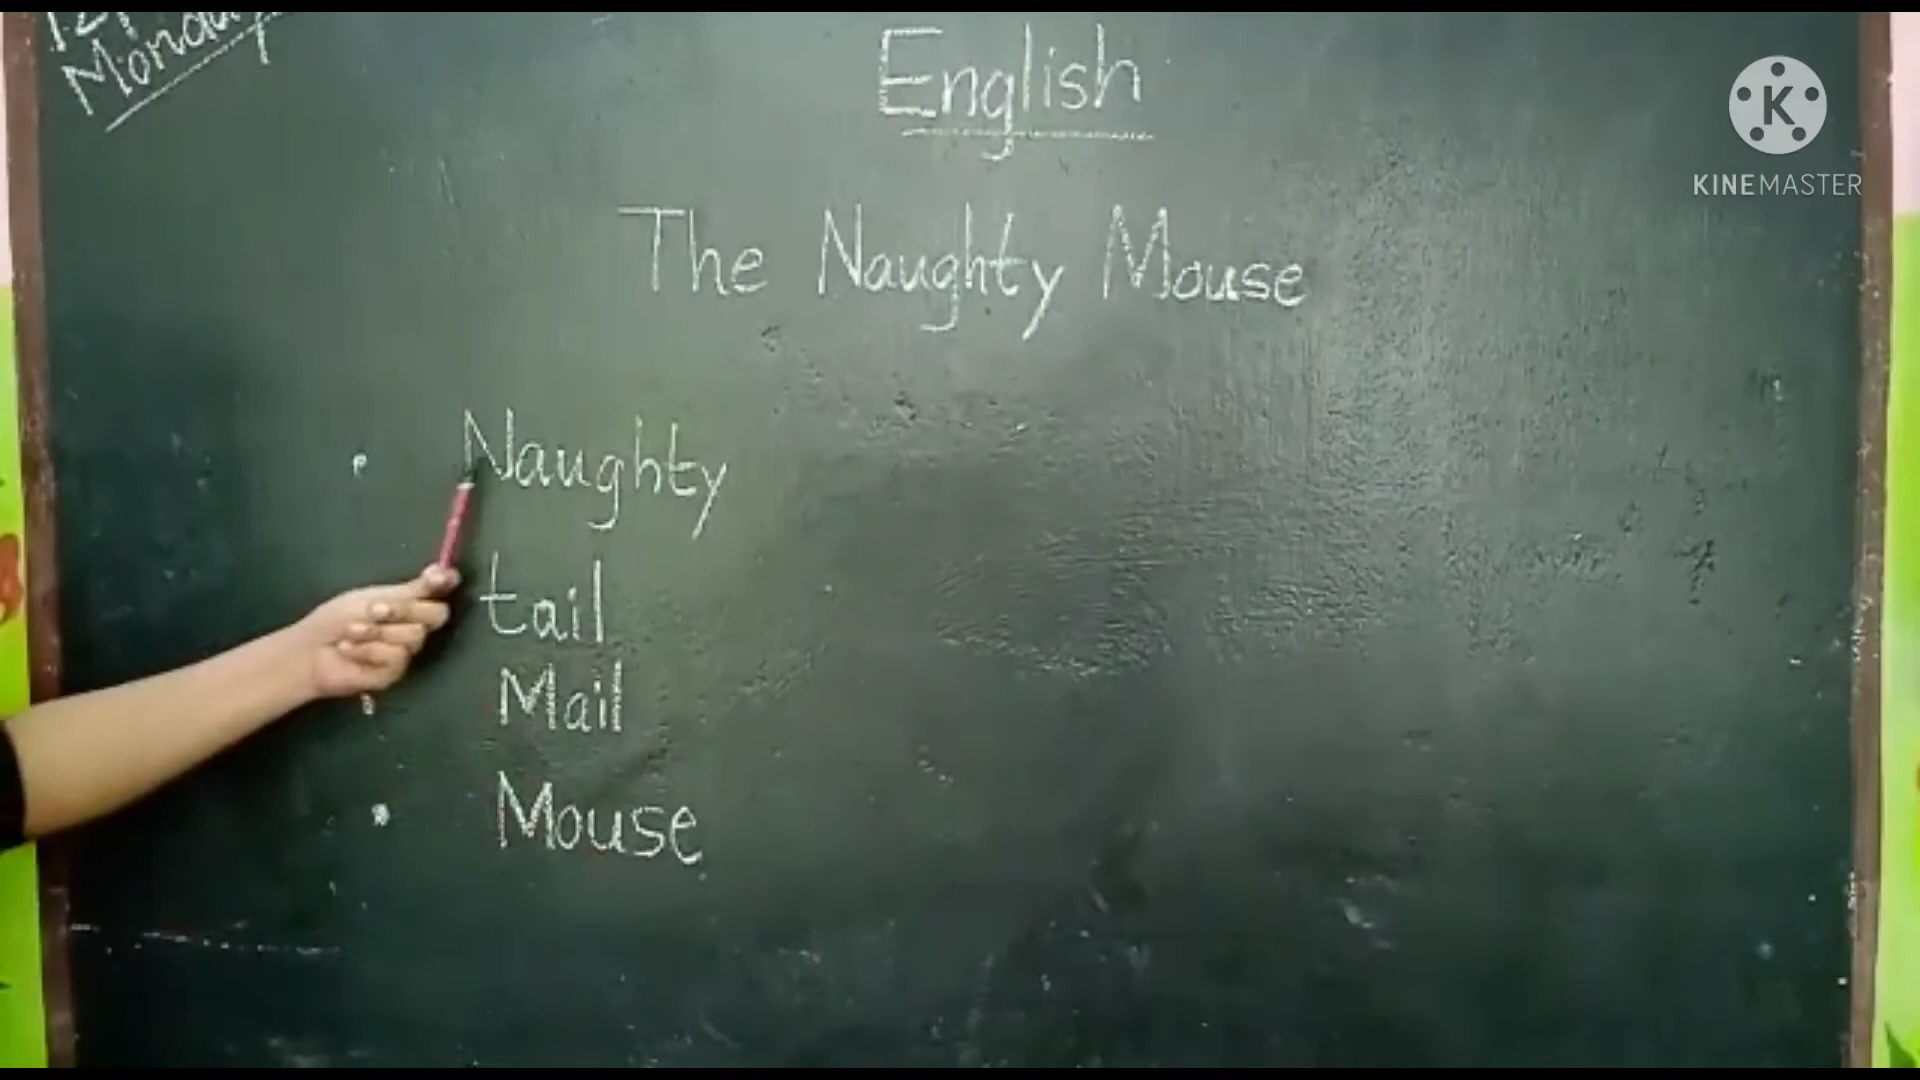 Monday
English
The Naughty Mouse
Naughty
tail
Mail
Mouse
K
KINEMASTER